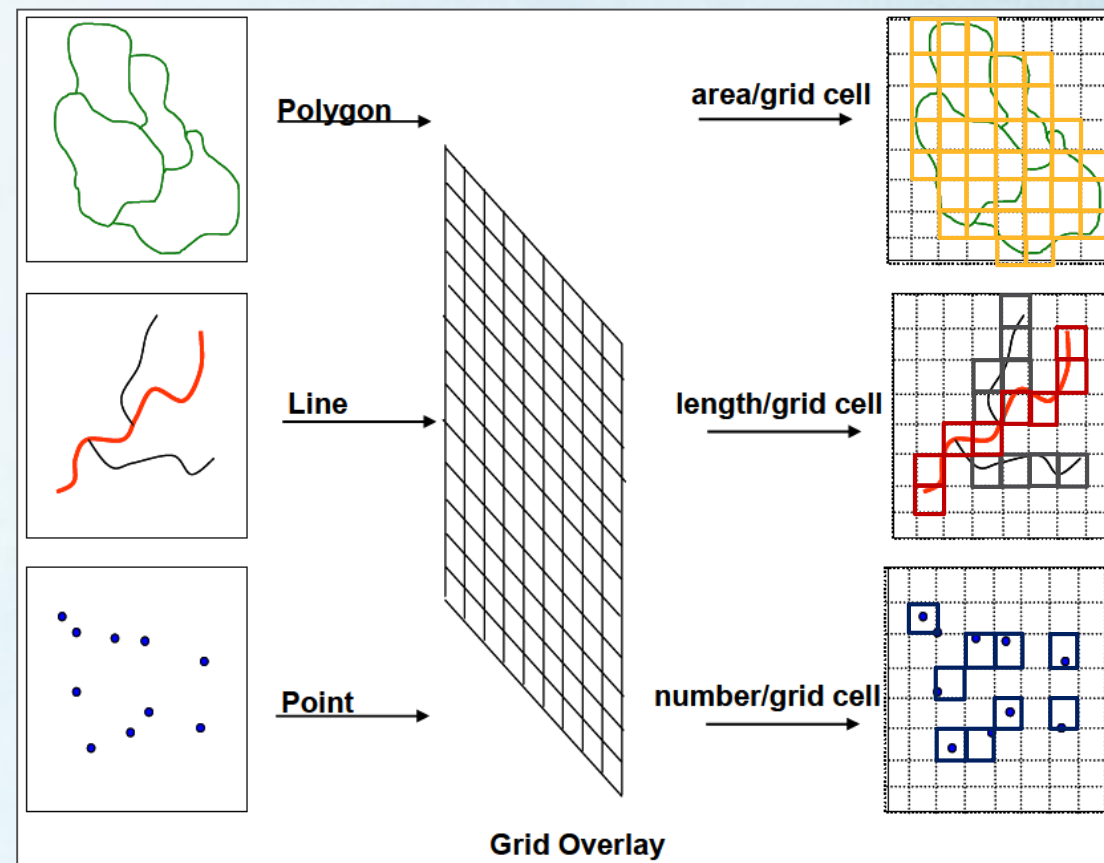 Polygon
area/grid cell
Line
length/grid cell
Point
number/grid cell
Grid Overlay